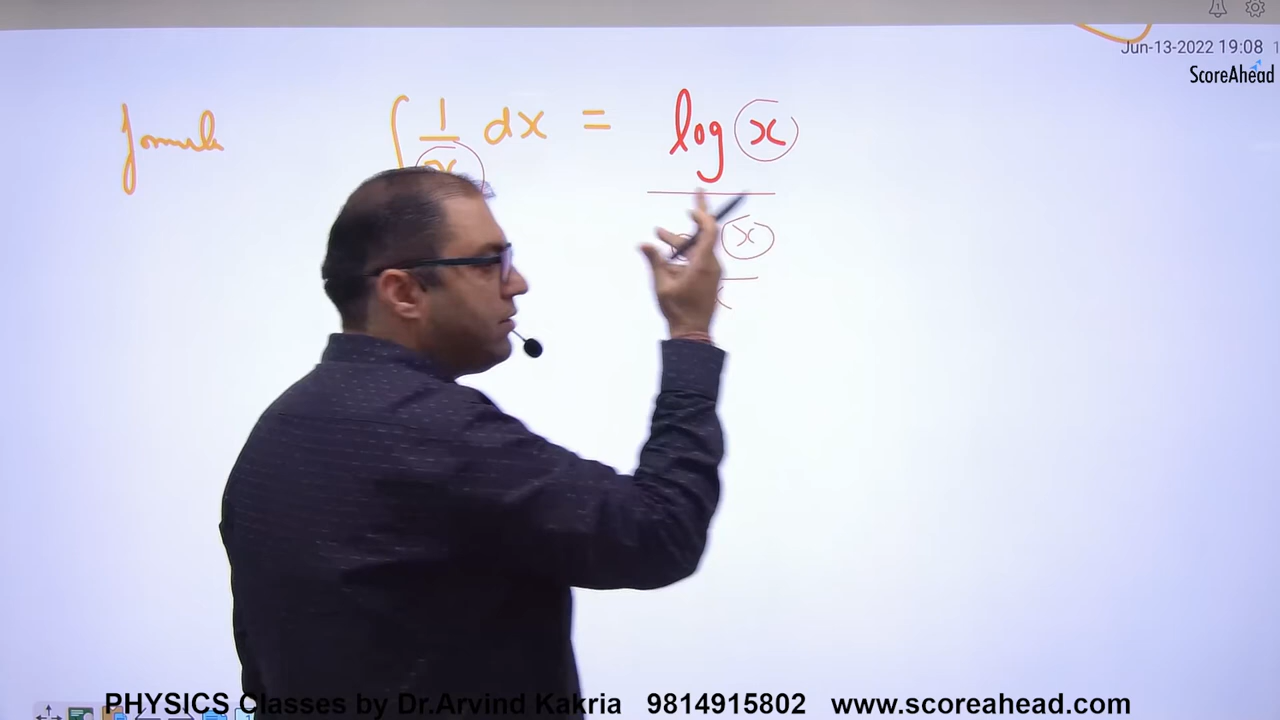 Jun-13-2022 19:08 1
ScoreAhead
formula ∫ 1/x dx = log x
x
PHYSICS Classes by Dr.Arvind Kakria 9814915802 www.scoreahead.com